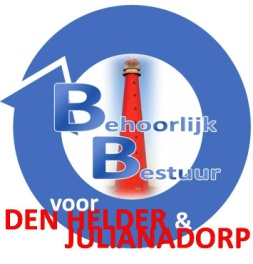 Behoorlijk
Bestuur
voor
DEN HELDER &
JULIANADORP